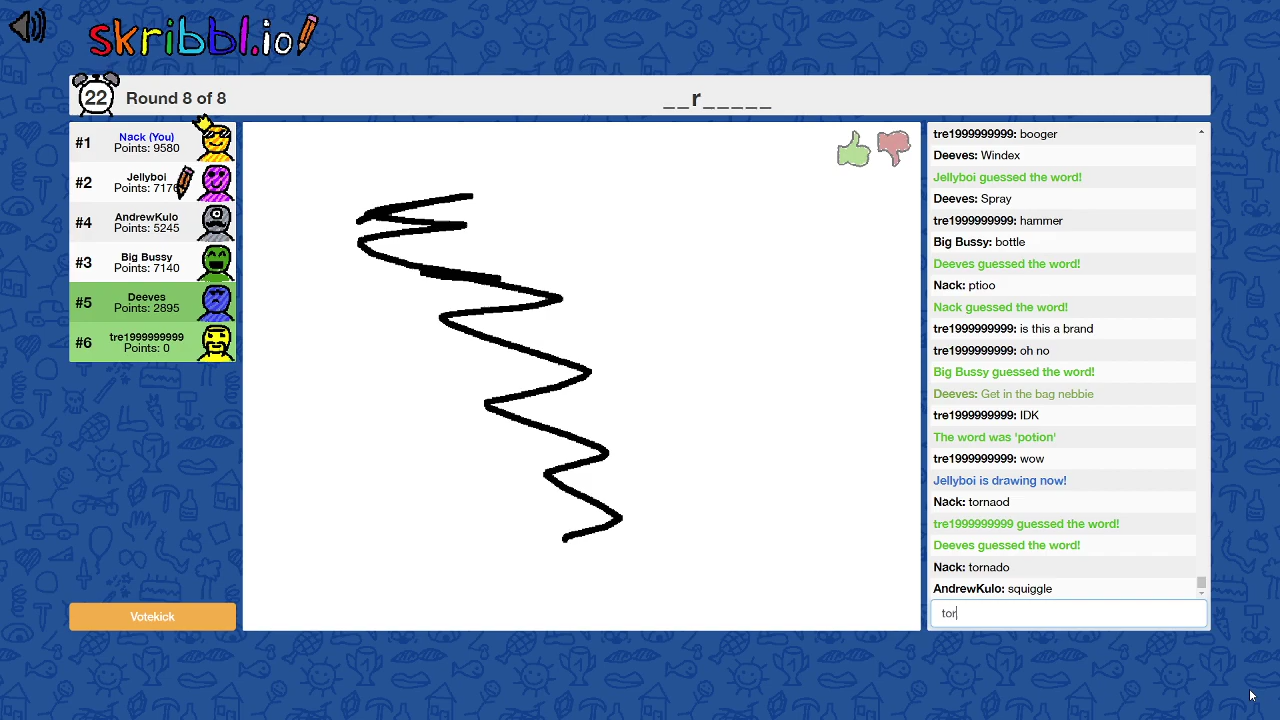 skribbl.io
22
Round 8 of 8
__r_____
#1
Nack (You)
Points: 9580
#2
Jellyboi
Points: 7176
#4
AndrewKulo
Points: 5245
#3
Big Bussy
Points: 7140
#5
Deeves
Points: 2895
#6
tre1999999999
Points: 0
Votekick
tre1999999999: booger
Deeves: Windex
Jellyboi guessed the word!
Deeves: Spray
tre1999999999: hammer
Big Bussy: bottle
Deeves guessed the word!
Nack: ptioo
Nack guessed the word!
tre1999999999: is this a brand
tre1999999999: oh no
Big Bussy guessed the word!
Deeves: Get in the bag nebbie
tre1999999999: IDK
The word was 'potion'
tre1999999999: wow
Jellyboi is drawing now!
Nack: tornaod
tre1999999999 guessed the word!
Deeves guessed the word!
Nack: tornado
AndrewKulo: squiggle
tor